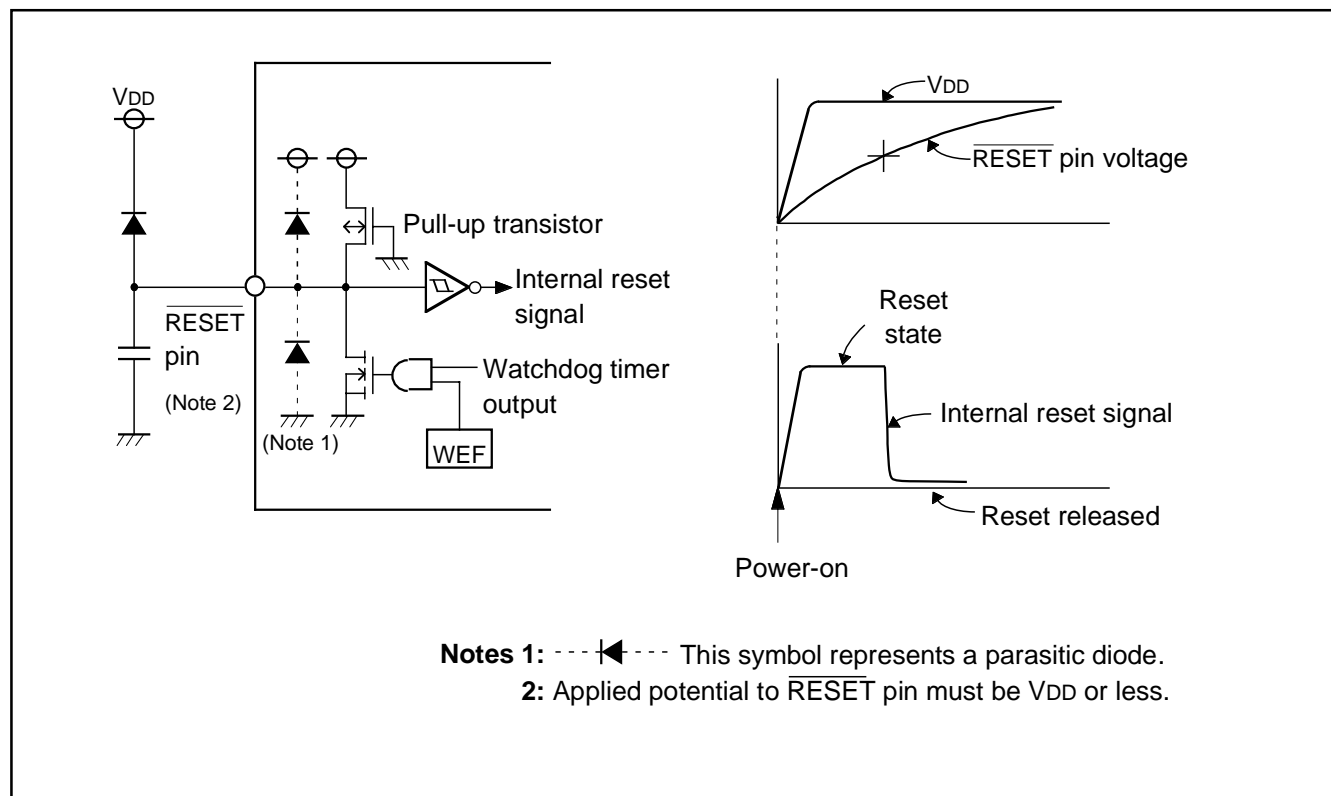 VDD
Pull-up transistor
Internal reset
signal
RESET
pin
(Note 2)
(Note 1)
Watchdog timer
output
WEF
VDD
RESET pin voltage
Reset
state
Internal reset signal
Reset released
Power-on
Notes 1: This symbol represents a parasitic diode.
2: Applied potential to RESET pin must be VDD or less.